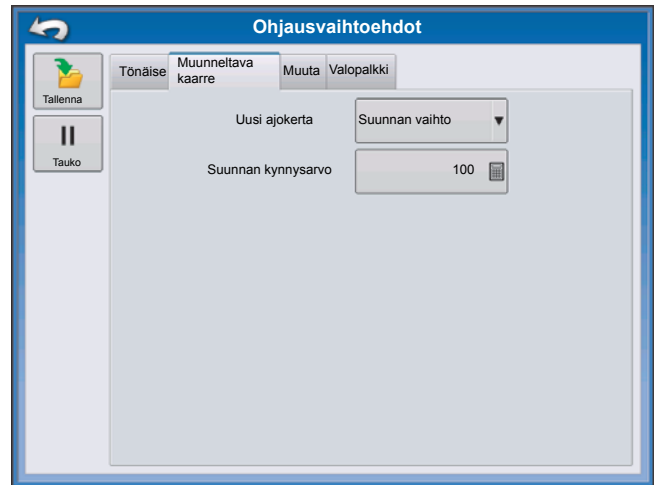 Ohjausvaihtoehdot
Tallenna
Tauko
Tönäise
Muunneltava
kaarre
Muuta
Valopalkki
Uusi ajokerta
Suunnan vaihto
Suunnan kynnysarvo
100